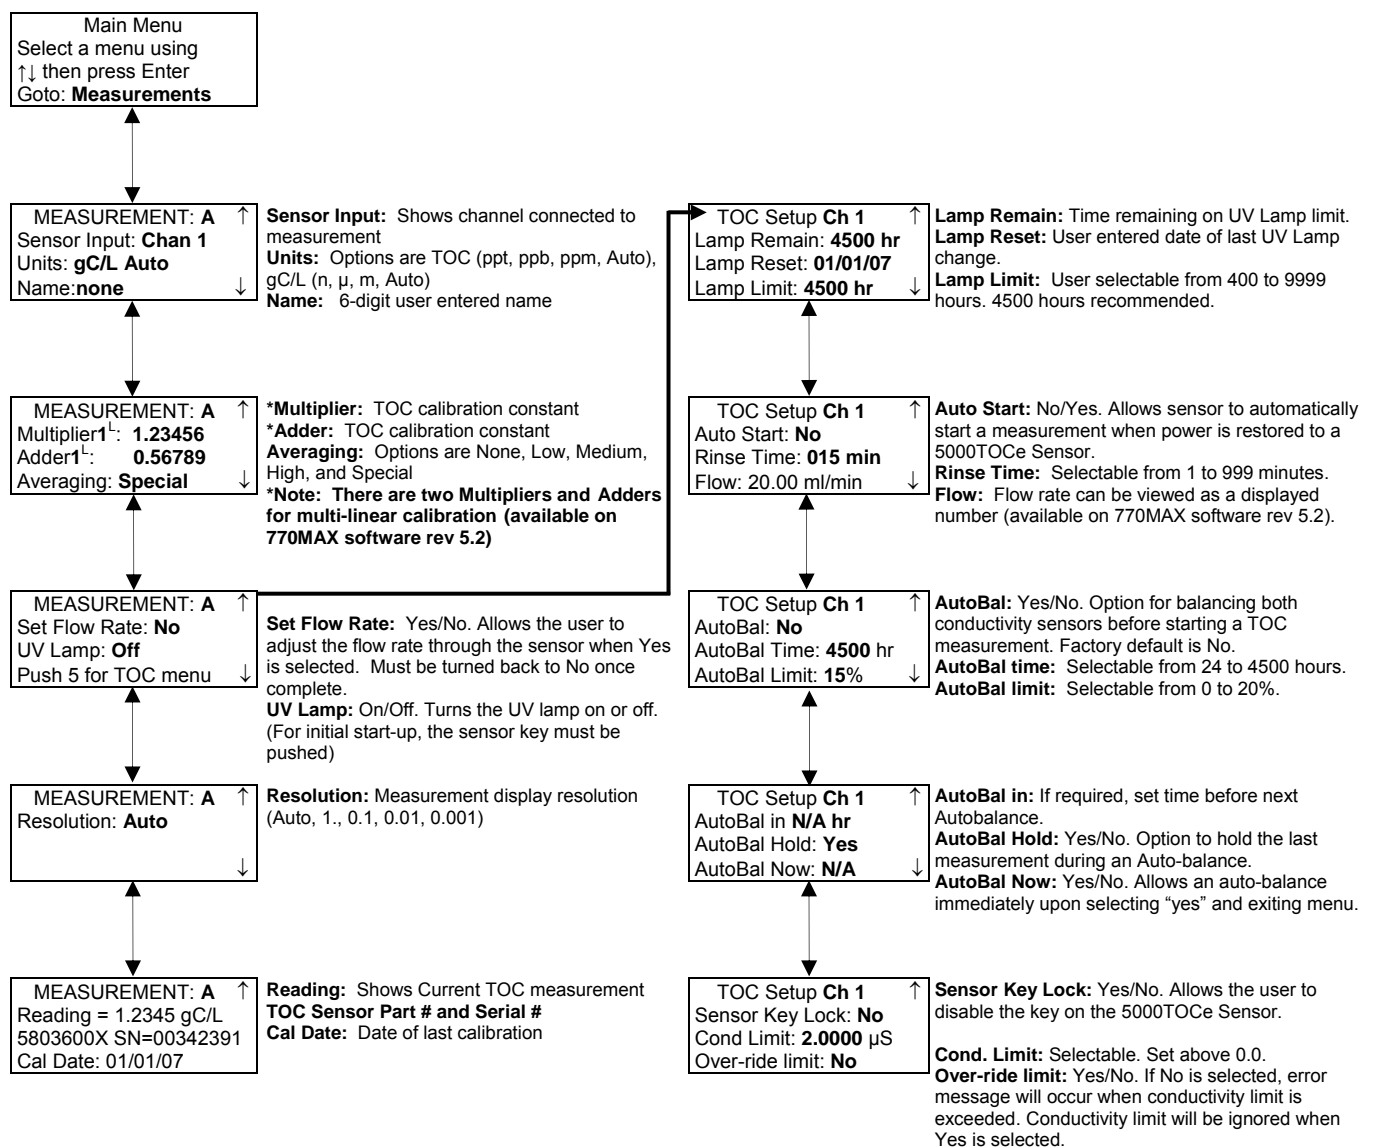 Main Menu
Select a menu using
↑↓ then press Enter
Goto: Measurements
MEASUREMENT: A ↑
Sensor Input: Chan 1
Units: gC/L Auto
Name:none ↓
Sensor Input: Shows channel connected to
measurement
Units: Options are TOC (ppt, ppb, ppm, Auto),
gC/L (n, µ, m, Auto)
Name: 6-digit user entered name
MEASUREMENT: A ↑
Multiplier1L: 1.23456
Adder1L: 0.56789
Averaging: Special ↓
*Multiplier: TOC calibration constant
*Adder: TOC calibration constant
Averaging: Options are None, Low, Medium,
High, and Special
*Note: There are two Multipliers and Adders
for multi-linear calibration (available on
770MAX software rev 5.2)
MEASUREMENT: A ↑
Set Flow Rate: No
UV Lamp: Off
Push 5 for TOC menu ↓
Set Flow Rate: Yes/No. Allows the user to
adjust the flow rate through the sensor when Yes
is selected. Must be turned back to No once
complete.
UV Lamp: On/Off. Turns the UV lamp on or off.
(For initial start-up, the sensor key must be
pushed)
MEASUREMENT: A ↑
Resolution: Auto
↓
Resolution: Measurement display resolution
(Auto, 1., 0.1, 0.01, 0.001)
MEASUREMENT: A ↑
Reading = 1.2345 gC/L
5803600X SN=00342391
Cal Date: 01/01/07
Reading: Shows Current TOC measurement
TOC Sensor Part # and Serial #
Cal Date: Date of last calibration
TOC Setup Ch 1 ↑
Lamp Remain: 4500 hr
Lamp Reset: 01/01/07
Lamp Limit: 4500 hr ↓
Lamp Remain: Time remaining on UV Lamp limit.
Lamp Reset: User entered date of last UV Lamp
change.
Lamp Limit: User selectable from 400 to 9999
hours. 4500 hours recommended.
TOC Setup Ch 1 ↑
Auto Start: No
Rinse Time: 015 min
Flow: 20.00 ml/min ↓
Auto Start: No/Yes. Allows sensor to automatically
start a measurement when power is restored to a
5000TOCe Sensor.
Rinse Time: Selectable from 1 to 999 minutes.
Flow: Flow rate can be viewed as a displayed
number (available on 770MAX software rev 5.2).
TOC Setup Ch 1 ↑
AutoBal: No
AutoBal Time: 4500 hr
AutoBal Limit: 15% ↓
AutoBal: Yes/No. Option for balancing both
conductivity sensors before starting a TOC
measurement. Factory default is No.
AutoBal time: Selectable from 24 to 4500 hours.
AutoBal limit: Selectable from 0 to 20%.
TOC Setup Ch 1 ↑
AutoBal in N/A hr
AutoBal Hold: Yes
AutoBal Now: N/A ↓
AutoBal in: If required, set time before next
Autobalance.
AutoBal Hold: Yes/No. Option to hold the last
measurement during an Auto-balance.
AutoBal Now: Yes/No. Allows an auto-balance
immediately upon selecting “yes” and exiting menu.
TOC Setup Ch 1 ↑
Sensor Key Lock: No
Cond Limit: 2.0000 µS
Over-ride limit: No
Sensor Key Lock: Yes/No. Allows the user to
disable the key on the 5000TOCe Sensor.
Cond. Limit: Selectable. Set above 0.0.
Over-ride limit: Yes/No. If No is selected, error
message will occur when conductivity limit is
exceeded. Conductivity limit will be ignored when
Yes is selected.